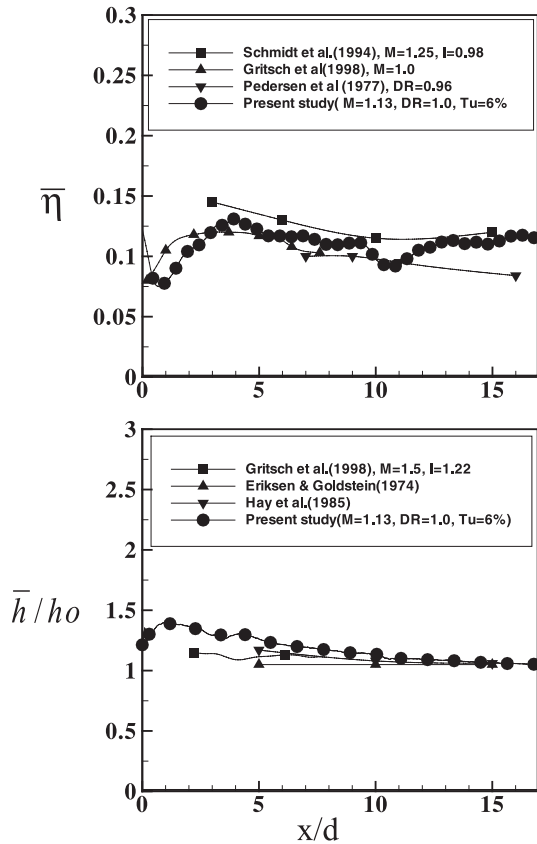 0.3
Schmidt et al.(1994), M=1.25, I=0.98
Gritsch et al(1998), M=1.0
Pedersen et al (1977), DR=0.96
Present study( M=1.13, DR=1.0, Tu=6%
0.25
0.2
η̅
0.15
0.1
0.05
0
0 5 10 15
3
Gritsch et al.(1998), M=1.5, I=1.22
Eriksen & Goldstein(1974)
Hay et al.(1985)
Present study(M=1.13, DR=1.0, Tu=6%)
2.5
2
h̅/ho
1.5
1
0.5
0
0 5 10 15
x/d